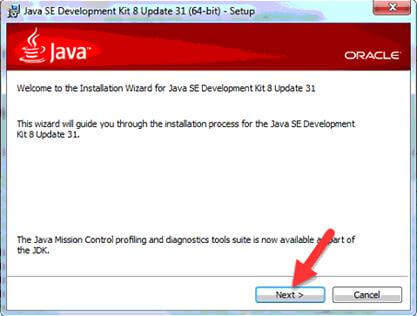 Java SE Development Kit 8 Update 31 (64-bit) - Setup
Java™
ORACLE
Welcome to the Installation Wizard for Java SE Development Kit 8 Update 31
This wizard will guide you through the installation process for the Java SE Development
Kit 8 Update 31.
The Java Mission Control profiling and diagnostics tools suite is now available as part of
the JDK.
Next >
Cancel